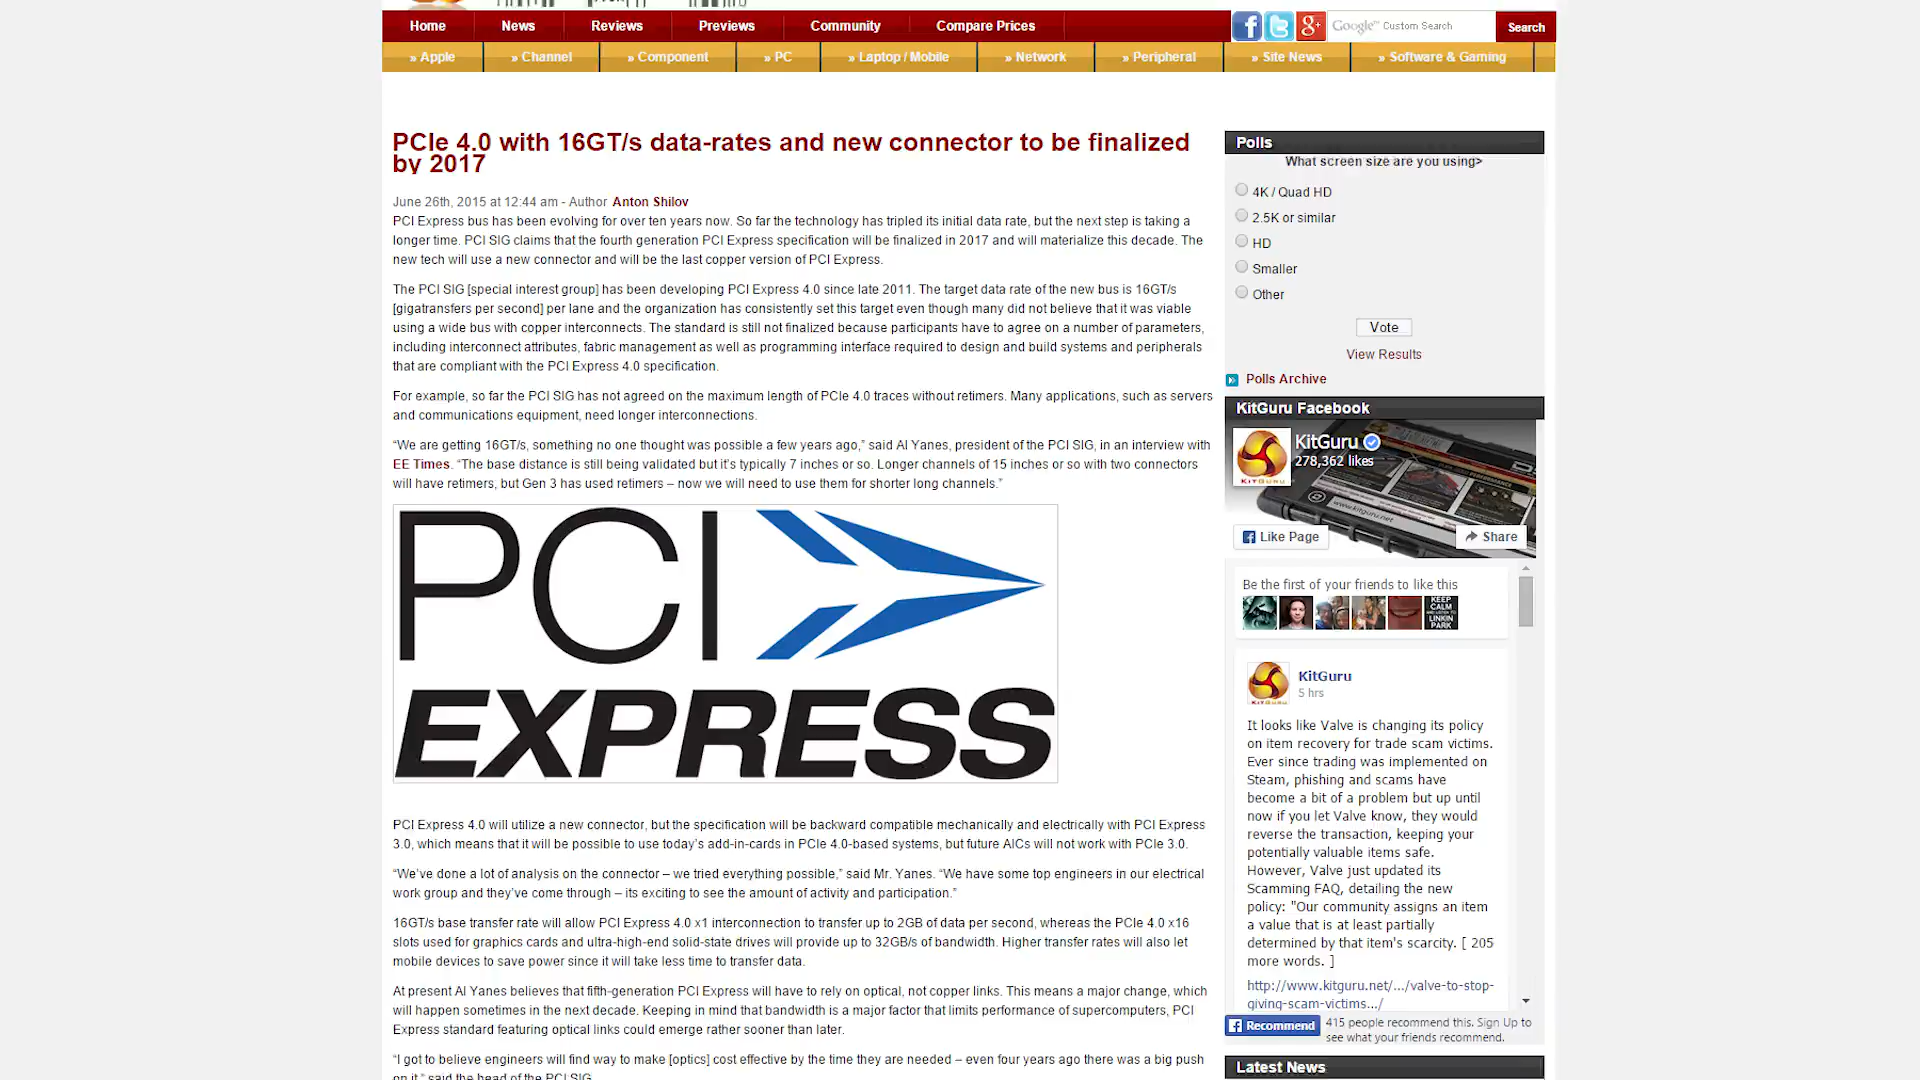 Home
News
Reviews
Previews
Community
Compare Prices
Google™ Custom Search
Search
» Apple
» Channel
» Component
» PC
» Laptop / Mobile
» Network
» Peripheral
» Site News
» Software & Gaming
PCIe 4.0 with 16GT/s data-rates and new connector to be finalized
by 2017
June 26th, 2015 at 12:44 am - Author Anton Shilov
PCI Express bus has been evolving for over ten years now. So far the technology has tripled its initial data rate, but the next step is taking a
longer time. PCI SIG claims that the fourth generation PCI Express specification will be finalized in 2017 and will materialize this decade. The
new tech will use a new connector and will be the last copper version of PCI Express.
The PCI SIG [special interest group] has been developing PCI Express 4.0 since late 2011. The target data rate of the new bus is 16GT/s
[gigatransfers per second] per lane and the organization has consistently set this target even though many did not believe that it was viable
using a wide bus with copper interconnects. The standard is still not finalized because participants have to agree on a number of parameters,
including interconnect attributes, fabric management as well as programming interface required to design and build systems and peripherals
that are compliant with the PCI Express 4.0 specification.
For example, so far the PCI SIG has not agreed on the maximum length of PCIe 4.0 traces without retimers. Many applications, such as servers
and communications equipment, need longer interconnections.
“We are getting 16GT/s, something no one thought was possible a few years ago,” said Al Yanes, president of the PCI SIG, in an interview with
EE Times. “The base distance is still being validated but it’s typically 7 inches or so. Longer channels of 15 inches or so with two connectors
will have retimers, but Gen 3 has used retimers – now we will need to use them for shorter long channels.”
PCI
EXPRESS
PCI Express 4.0 will utilize a new connector, but the specification will be backward compatible mechanically and electrically with PCI Express
3.0, which means that it will be possible to use today’s add-in-cards in PCIe 4.0-based systems, but future AICs will not work with PCIe 3.0.
“We’ve done a lot of analysis on the connector – we tried everything possible,” said Mr. Yanes. “We have some top engineers in our electrical
work group and they’ve come through – its exciting to see the amount of activity and participation.”
16GT/s base transfer rate will allow PCI Express 4.0 x1 interconnection to transfer up to 2GB of data per second, whereas the PCIe 4.0 x16
slots used for graphics cards and ultra-high-end solid-state drives will provide up to 32GB/s of bandwidth. Higher transfer rates will also let
mobile devices to save power since it will take less time to transfer data.
At present Al Yanes believes that fifth-generation PCI Express will have to rely on optical, not copper links. This means a major change, which
will happen sometimes in the next decade. Keeping in mind that bandwidth is a major factor that limits performance of supercomputers, PCI
Express standard featuring optical links could emerge rather sooner than later.
“I got to believe engineers will find way to make [optics] cost effective by the time they are needed – even four years ago there was a big push
on it,” said the head of the PCI SIG.
Polls
What screen size are you using>
4K / Quad HD
2.5K or similar
HD
Smaller
Other
Vote
View Results
Polls Archive
KitGuru Facebook
KitGuru
278,362 likes
KITGURU
www.kitguru.net
Like Page
Share
Be the first of your friends to like this
KEEP
CALM
AND LISTEN TO
LINKIN
PARK
KitGuru
5 hrs
It looks like Valve is changing its policy
on item recovery for trade scam victims.
Ever since trading was implemented on
Steam, phishing and scams have
become a bit of a problem but up until
now if you let Valve know, they would
reverse the transaction, keeping your
potentially valuable items safe.
However, Valve just updated its
Scamming FAQ, detailing the new
policy: "Our community assigns an item
a value that is at least partially
determined by that item's scarcity. [ 205
more words. ]
http://www.kitguru.net/.../valve-to-stop-
giving-scam-victims.../
Recommend
415 people recommend this. Sign Up to
see what your friends recommend.
Latest News